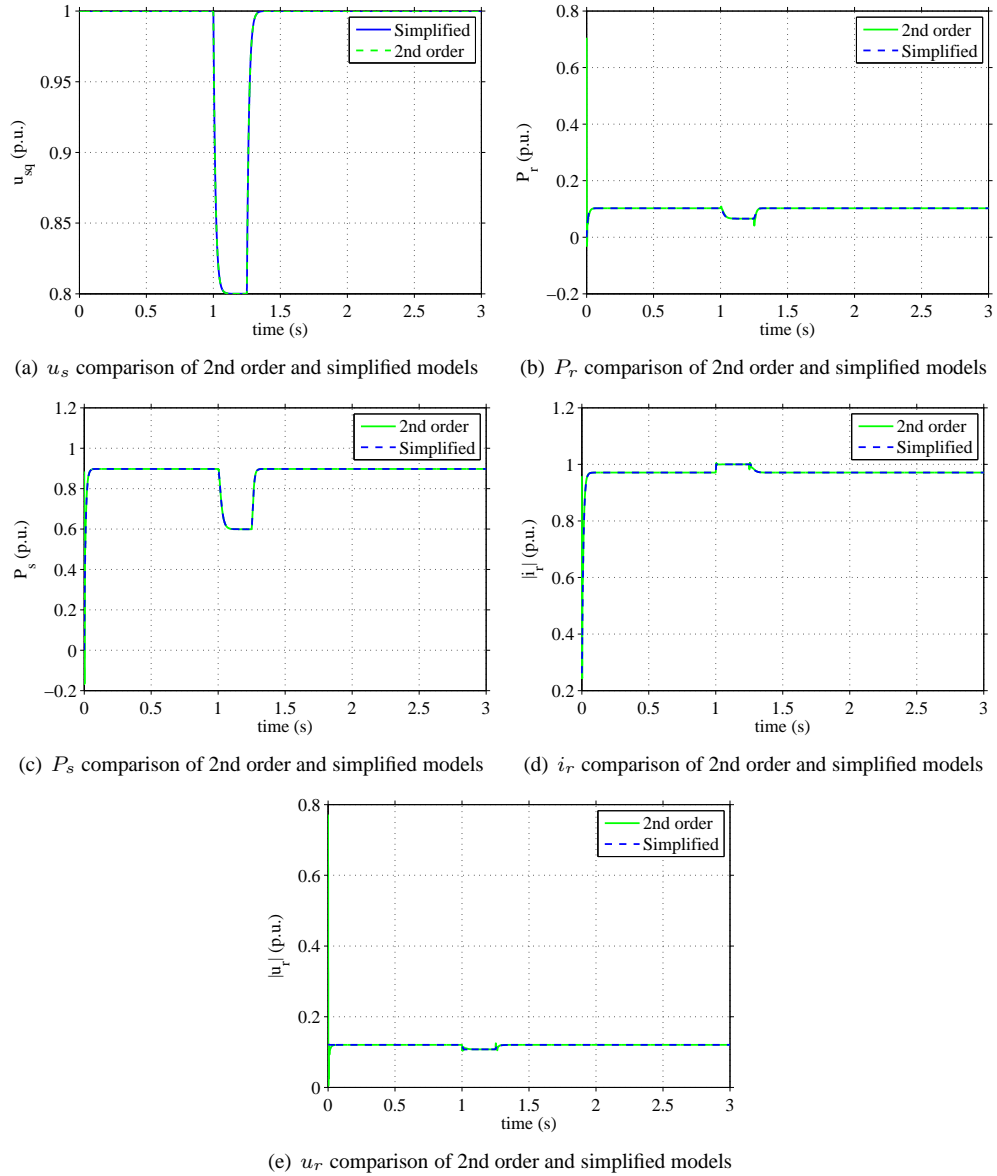 1
0.95
0.9
0.85
0.8
u_sq (p.u.)
0 0.5 1 1.5 2 2.5 3
time (s)
Simplified
2nd order
(a) u_s comparison of 2nd order and simplified models
0.8
0.6
0.4
0.2
0
−0.2
P_r (p.u.)
0 0.5 1 1.5 2 2.5 3
time (s)
2nd order
Simplified
(b) P_r comparison of 2nd order and simplified models
1.2
1
0.8
0.6
0.4
0.2
0
−0.2
P_s (p.u.)
0 0.5 1 1.5 2 2.5 3
time (s)
2nd order
Simplified
(c) P_s comparison of 2nd order and simplified models
1.2
1
0.8
0.6
0.4
0.2
|i_r| (p.u.)
0 0.5 1 1.5 2 2.5 3
time (s)
2nd order
Simplified
(d) i_r comparison of 2nd order and simplified models
0.8
0.6
0.4
0.2
0
|u_r| (p.u.)
0 0.5 1 1.5 2 2.5 3
time (s)
2nd order
Simplified
(e) u_r comparison of 2nd order and simplified models